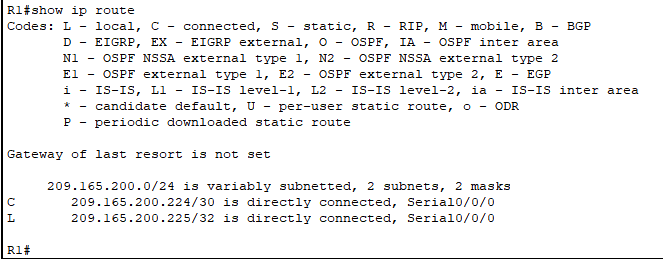 R1#show ip route
Codes: L - local, C - connected, S - static, R - RIP, M - mobile, B - BGP
D - EIGRP, EX - EIGRP external, O - OSPF, IA - OSPF inter area
N1 - OSPF NSSA external type 1, N2 - OSPF NSSA external type 2
E1 - OSPF external type 1, E2 - OSPF external type 2, E - EGP
i - IS-IS, L1 - IS-IS level-1, L2 - IS-IS level-2, ia - IS-IS inter area
* - candidate default, U - per-user static route, o - ODR
P - periodic downloaded static route
Gateway of last resort is not set
209.165.200.0/24 is variably subnetted, 2 subnets, 2 masks
C 209.165.200.224/30 is directly connected, Serial0/0/0
L 209.165.200.225/32 is directly connected, Serial0/0/0
R1#